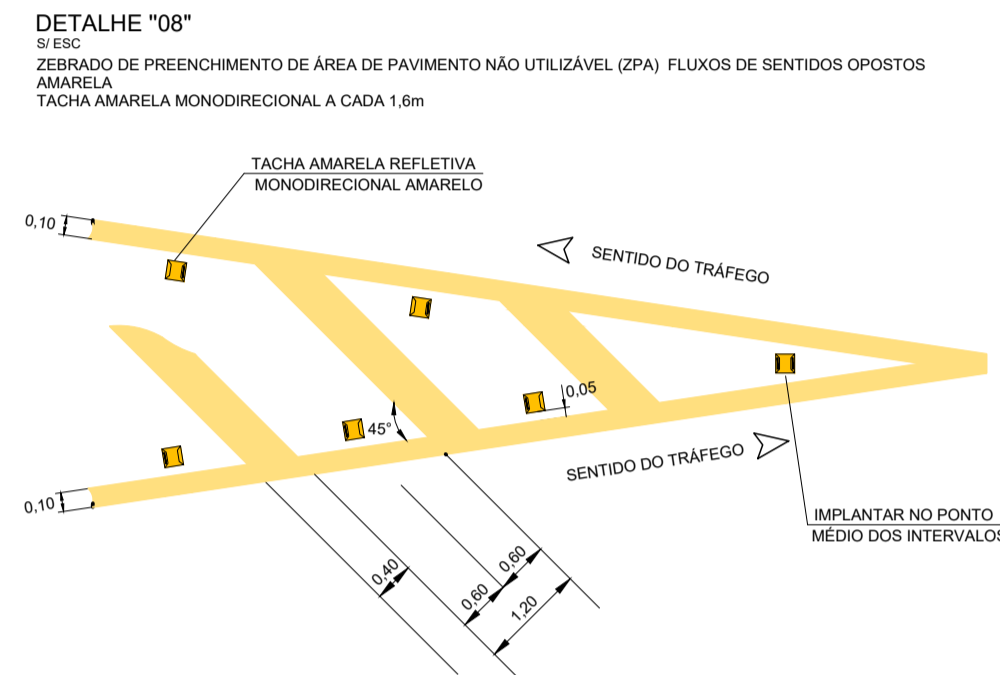 DETALHE "08"
S/ ESC
ZEBRADO DE PREENCHIMENTO DE ÁREA DE PAVIMENTO NÃO UTILIZÁVEL (ZPA) FLUXOS DE SENTIDOS OPOSTOS
AMARELA
TACHA AMARELA MONODIRECIONAL A CADA 1,6m
TACHA AMARELA REFLETIVA
MONODIRECIONAL AMARELO
0,10
SENTIDO DO TRÁFEGO
0,05
45°
SENTIDO DO TRÁFEGO
0,10
IMPLANTAR NO PONTO
MÉDIO DOS INTERVALOS
0,40
0,60
0,60
1,20